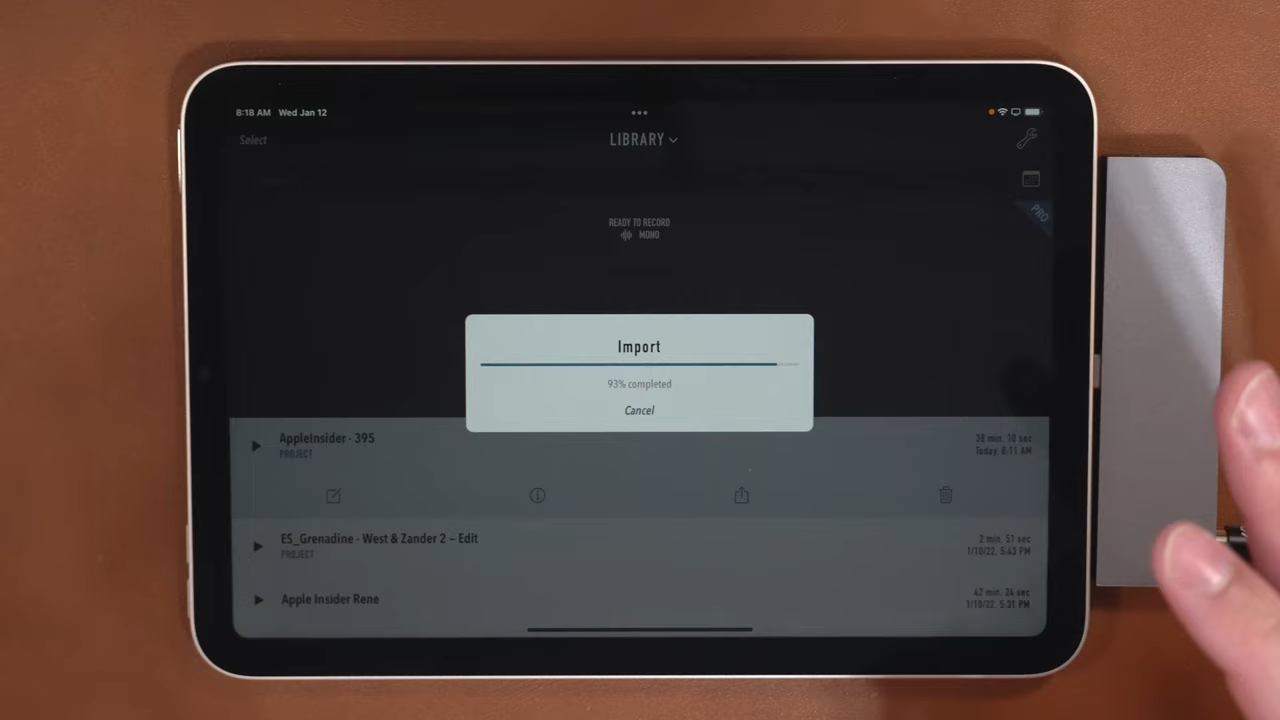 8:18 AM Wed Jan 12
Select
LIBRARY
PRO
READY TO RECORD
MONO
Import
93% completed
Cancel
AppleInsider - 395
PROJECT
38 min. 10 sec
Today, 8:11 AM
ES_Grenadine - West & Zander 2 – Edit
PROJECT
2 min. 51 sec
1/10/22, 5:43 PM
Apple Insider Rene
42 min. 24 sec
1/10/22, 5:31 PM